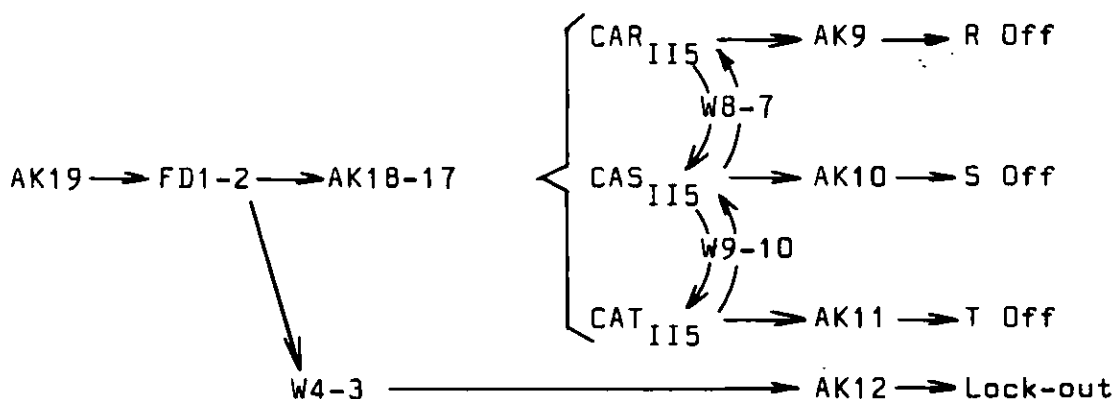 CAR II5 AK9 R Off
W8-7
AK19 FD1-2 AK18-17 CAS II5 AK10 S Off
W9-10
CAT II5 AK11 T Off
W4-3 AK12 Lock-out